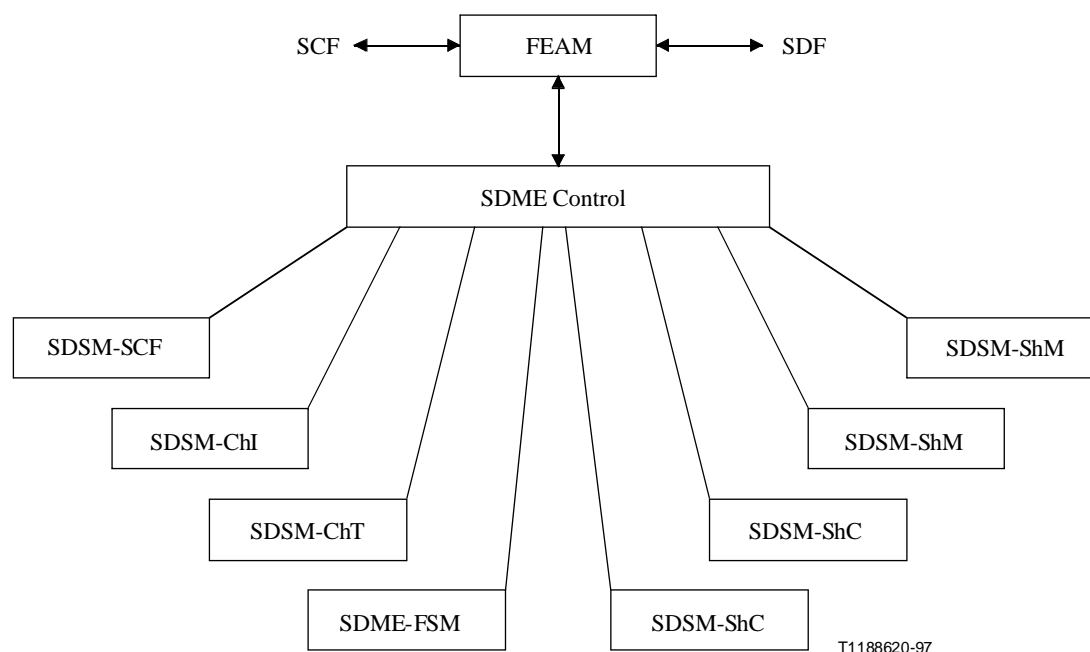 SCF
FEAM
SDF
SDME Control
SDSM-SCF
SDSM-ShM
SDSM-ChI
SDSM-ShM
SDSM-ChT
SDSM-ShC
SDME-FSM
SDSM-ShC
T1188620-97